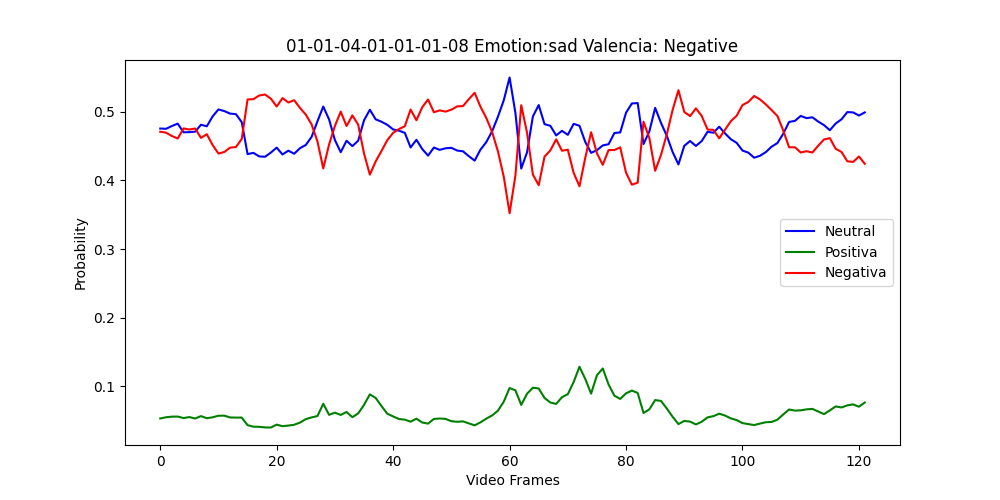 01-01-04-01-01-01-08 Emotion:sad Valencia: Negative
Probability
0.5
0.4
0.3
0.2
0.1
Neutral
Positiva
Negativa
0 20 40 60 80 100 120
Video Frames